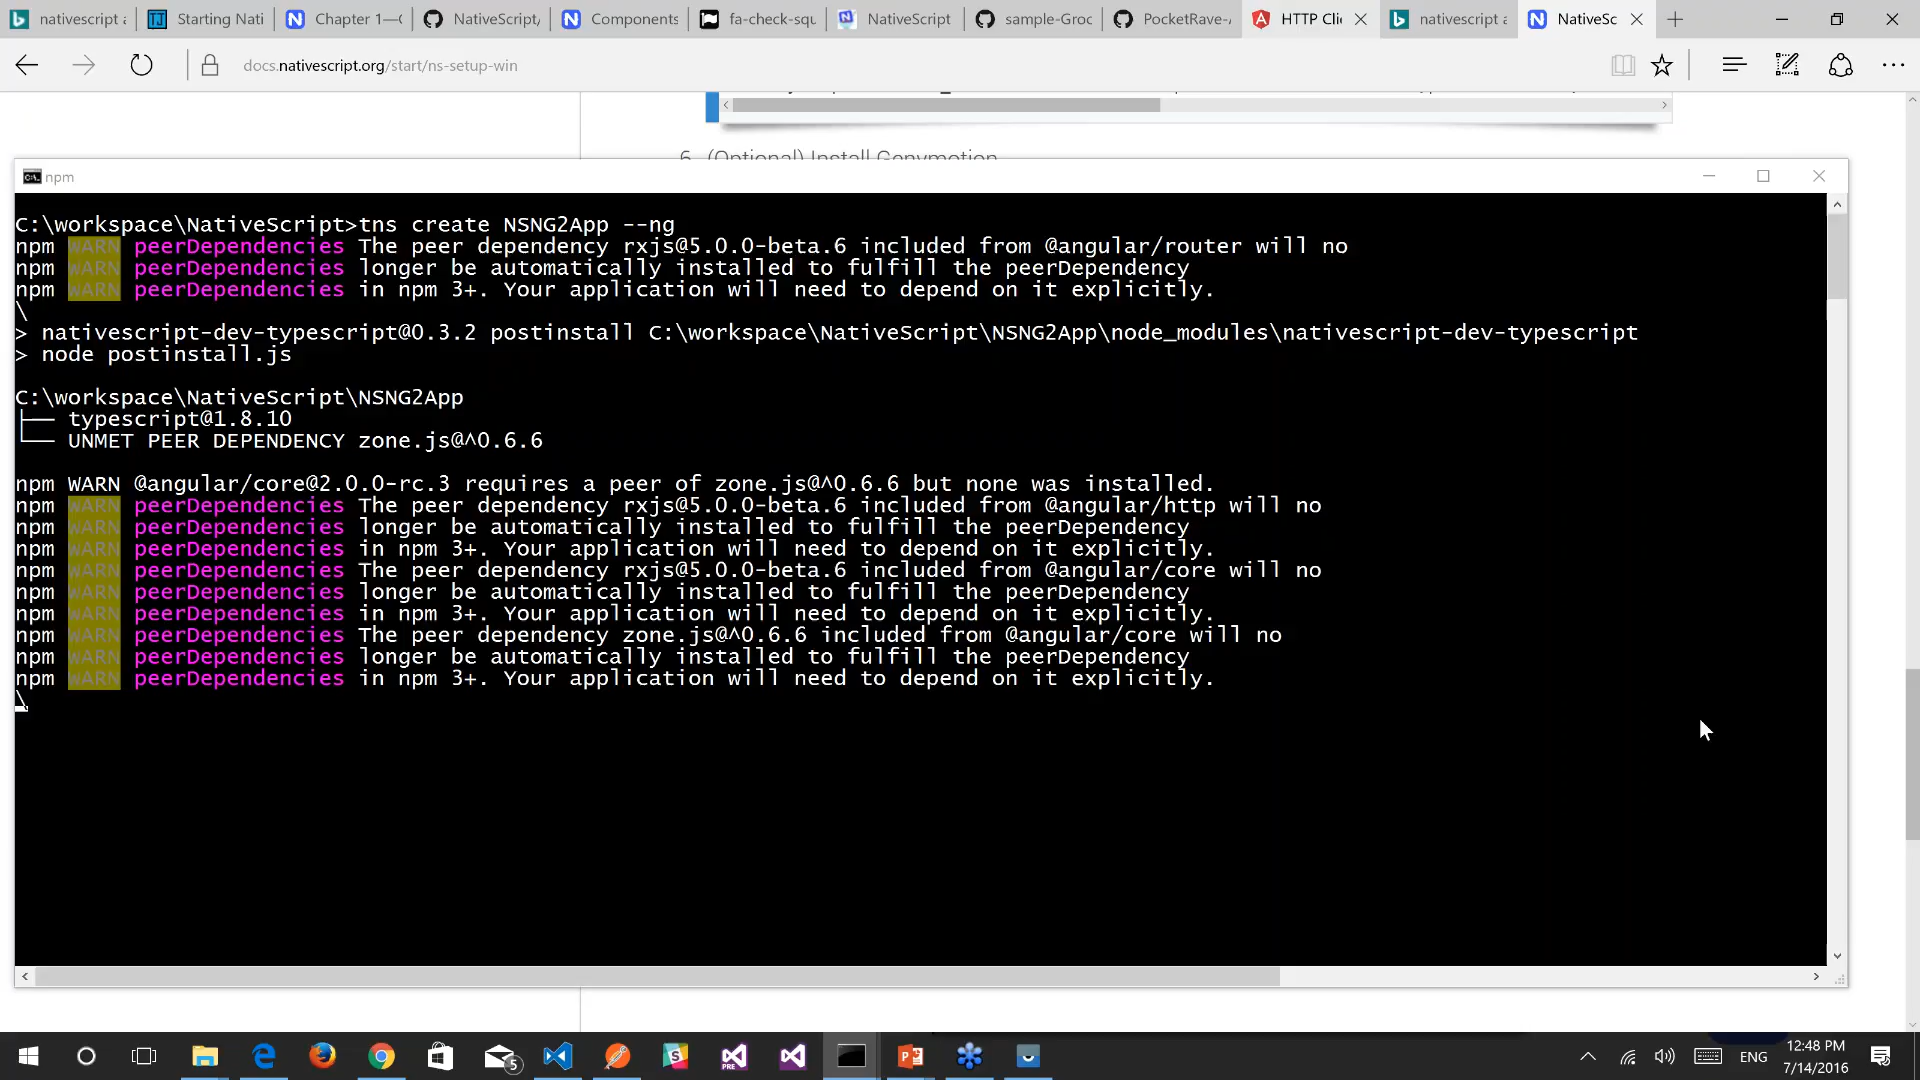 nativescript a
Starting Nati
Chapter 1—
NativeScript/
Components
fa-check-squ
NativeScript
sample-Groc
PocketRave-
HTTP Cli
nativescript a
NativeSc
docs.nativescript.org/start/ns-setup-win
6. (Optional) Install Genymotion
npm
C:\workspace\NativeScript>tns create NSNG2App --ng
npm WARN peerDependencies The peer dependency rxjs@5.0.0-beta.6 included from @angular/router will no
npm WARN peerDependencies longer be automatically installed to fulfill the peerDependency
npm WARN peerDependencies in npm 3+. Your application will need to depend on it explicitly.
\
> nativescript-dev-typescript@0.3.2 postinstall C:\workspace\NativeScript\NSNG2App\node_modules\nativescript-dev-typescript
> node postinstall.js
C:\workspace\NativeScript\NSNG2App
├── typescript@1.8.10
└── UNMET PEER DEPENDENCY zone.js@^0.6.6
npm WARN @angular/core@2.0.0-rc.3 requires a peer of zone.js@^0.6.6 but none was installed.
npm WARN peerDependencies The peer dependency rxjs@5.0.0-beta.6 included from @angular/http will no
npm WARN peerDependencies longer be automatically installed to fulfill the peerDependency
npm WARN peerDependencies in npm 3+. Your application will need to depend on it explicitly.
npm WARN peerDependencies The peer dependency rxjs@5.0.0-beta.6 included from @angular/core will no
npm WARN peerDependencies longer be automatically installed to fulfill the peerDependency
npm WARN peerDependencies in npm 3+. Your application will need to depend on it explicitly.
npm WARN peerDependencies The peer dependency zone.js@^0.6.6 included from @angular/core will no
npm WARN peerDependencies longer be automatically installed to fulfill the peerDependency
npm WARN peerDependencies in npm 3+. Your application will need to depend on it explicitly.
\
5
PRE
ENG
12:48 PM
7/14/2016